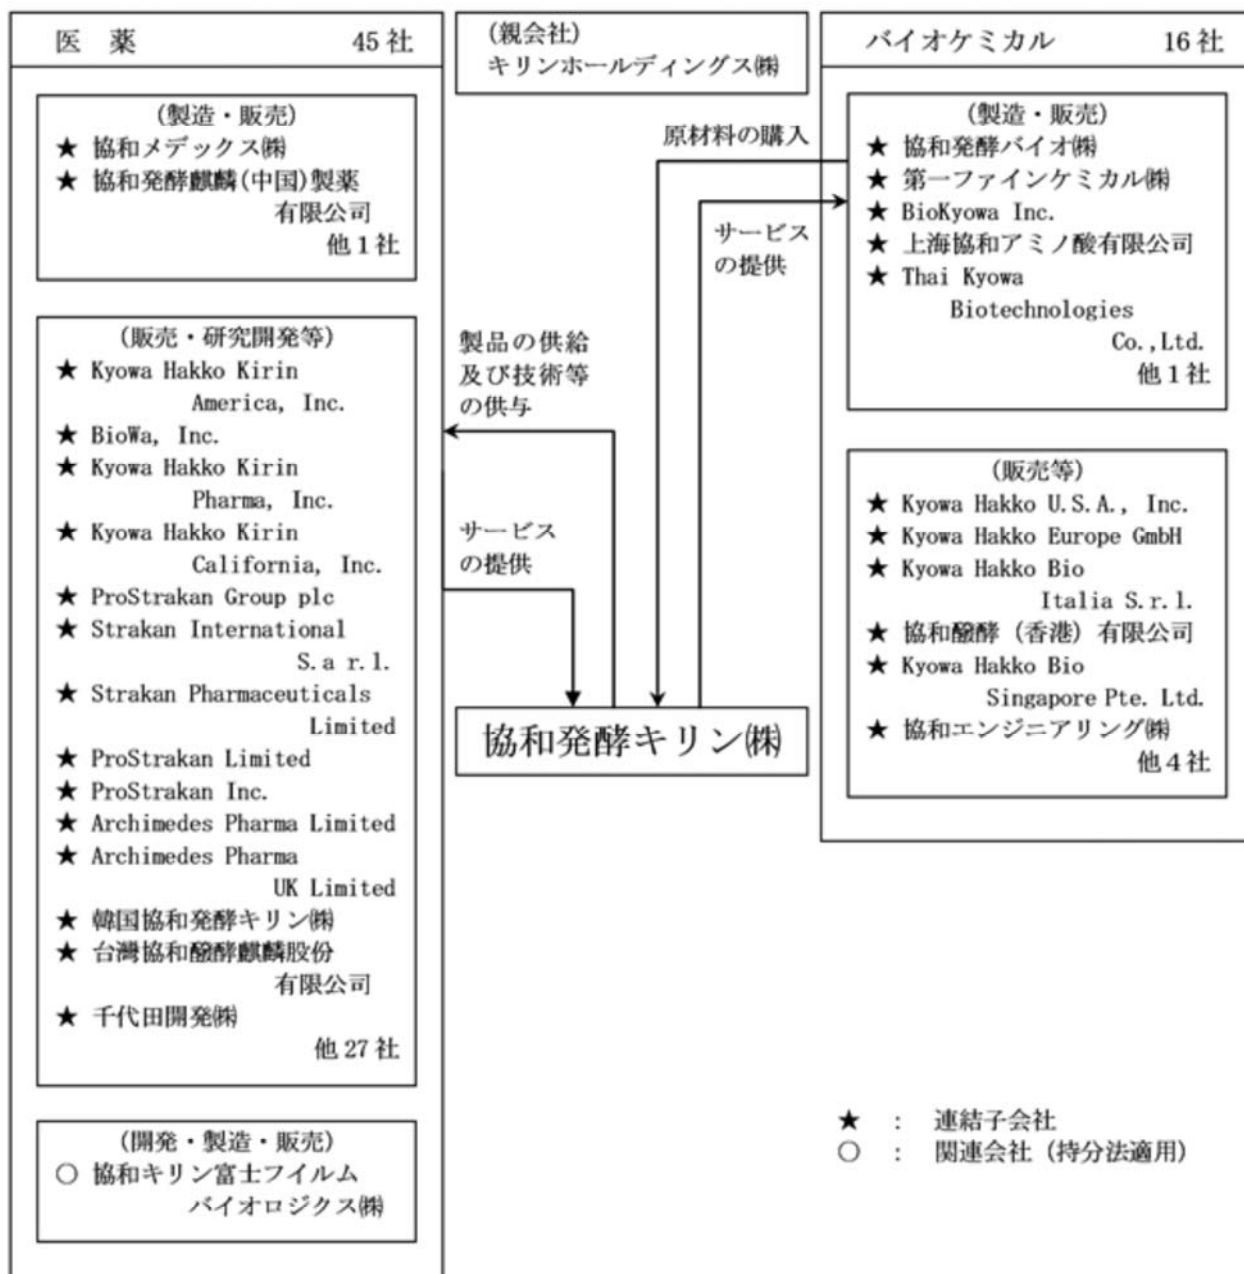 医 薬 45社
(製造・販売)
★ 協和メデックス㈱
★ 協和発酵麒麟(中国)製薬
有限公司
他1社
(販売・研究開発等)
★ Kyowa Hakko Kirin
America, Inc.
★ BioWa, Inc.
★ Kyowa Hakko Kirin
Pharma, Inc.
★ Kyowa Hakko Kirin
California, Inc.
★ ProStrakan Group plc
★ Strakan International
S.a r.l.
★ Strakan Pharmaceuticals
Limited
★ ProStrakan Limited
★ ProStrakan Inc.
★ Archimedes Pharma Limited
★ Archimedes Pharma
UK Limited
★ 韓国協和発酵キリン㈱
★ 台灣協和醱酵麒麟股份
有限公司
★ 千代田開発㈱
他27社
(開発・製造・販売)
○ 協和キリン富士フイルム
バイオロジクス㈱
(親会社)
キリンホールディングス㈱
原材料の購入
サービス
の提供
製品の供給
及び技術等
の供与
サービス
の提供
協和発酵キリン㈱
バイオケミカル 16社
(製造・販売)
★ 協和発酵バイオ㈱
★ 第一ファインケミカル㈱
★ BioKyowa Inc.
★ 上海協和アミノ酸有限公司
★ Thai Kyowa
Biotechnologies
Co.,Ltd.
他1社
(販売等)
★ Kyowa Hakko U.S.A., Inc.
★ Kyowa Hakko Europe GmbH
★ Kyowa Hakko Bio
Italia S.r.l.
★ 協和醱酵(香港)有限公司
★ Kyowa Hakko Bio
Singapore Pte. Ltd.
★ 協和エンジニアリング㈱
他4社
★ : 連結子会社
○ : 関連会社(持分法適用)